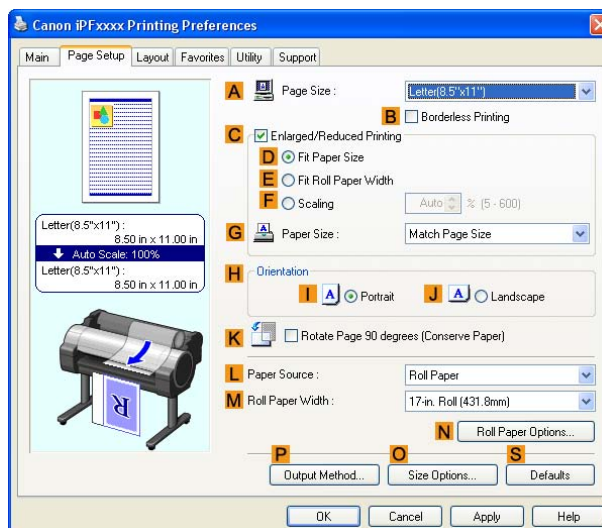 Canon iPFxxxx Printing Preferences
Main Page Setup Layout Favorites Utility Support
A Page Size : Letter(8.5"x11")
B Borderless Printing
C Enlarged/Reduced Printing
D Fit Paper Size
E Fit Roll Paper Width
F Scaling Auto % (5 - 600)
G Paper Size : Match Page Size
Letter(8.5"x11") :
8.50 in x 11.00 in
Auto Scale: 100%
Letter(8.5"x11") :
8.50 in x 11.00 in
H Orientation
I A Portrait J A Landscape
K Rotate Page 90 degrees (Conserve Paper)
L Paper Source : Roll Paper
M Roll Paper Width : 17-in. Roll (431.8mm)
N Roll Paper Options...
P O S
Output Method... Size Options... Defaults
R
OK Cancel Apply Help